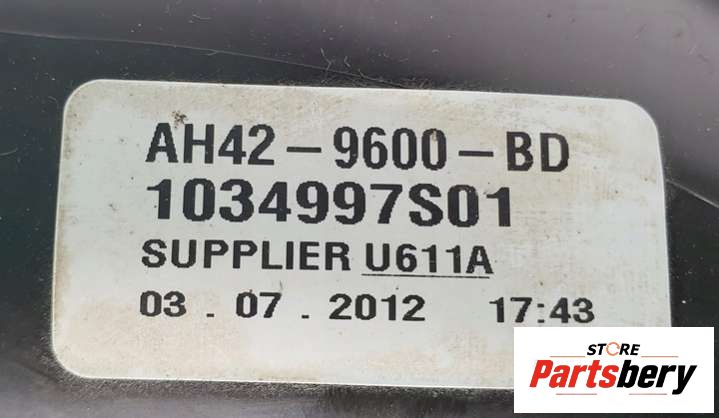 AH42-9600-BD
1034997S01
SUPPLIER U611A
03.07.2012 17:43
STORE
Partsbery